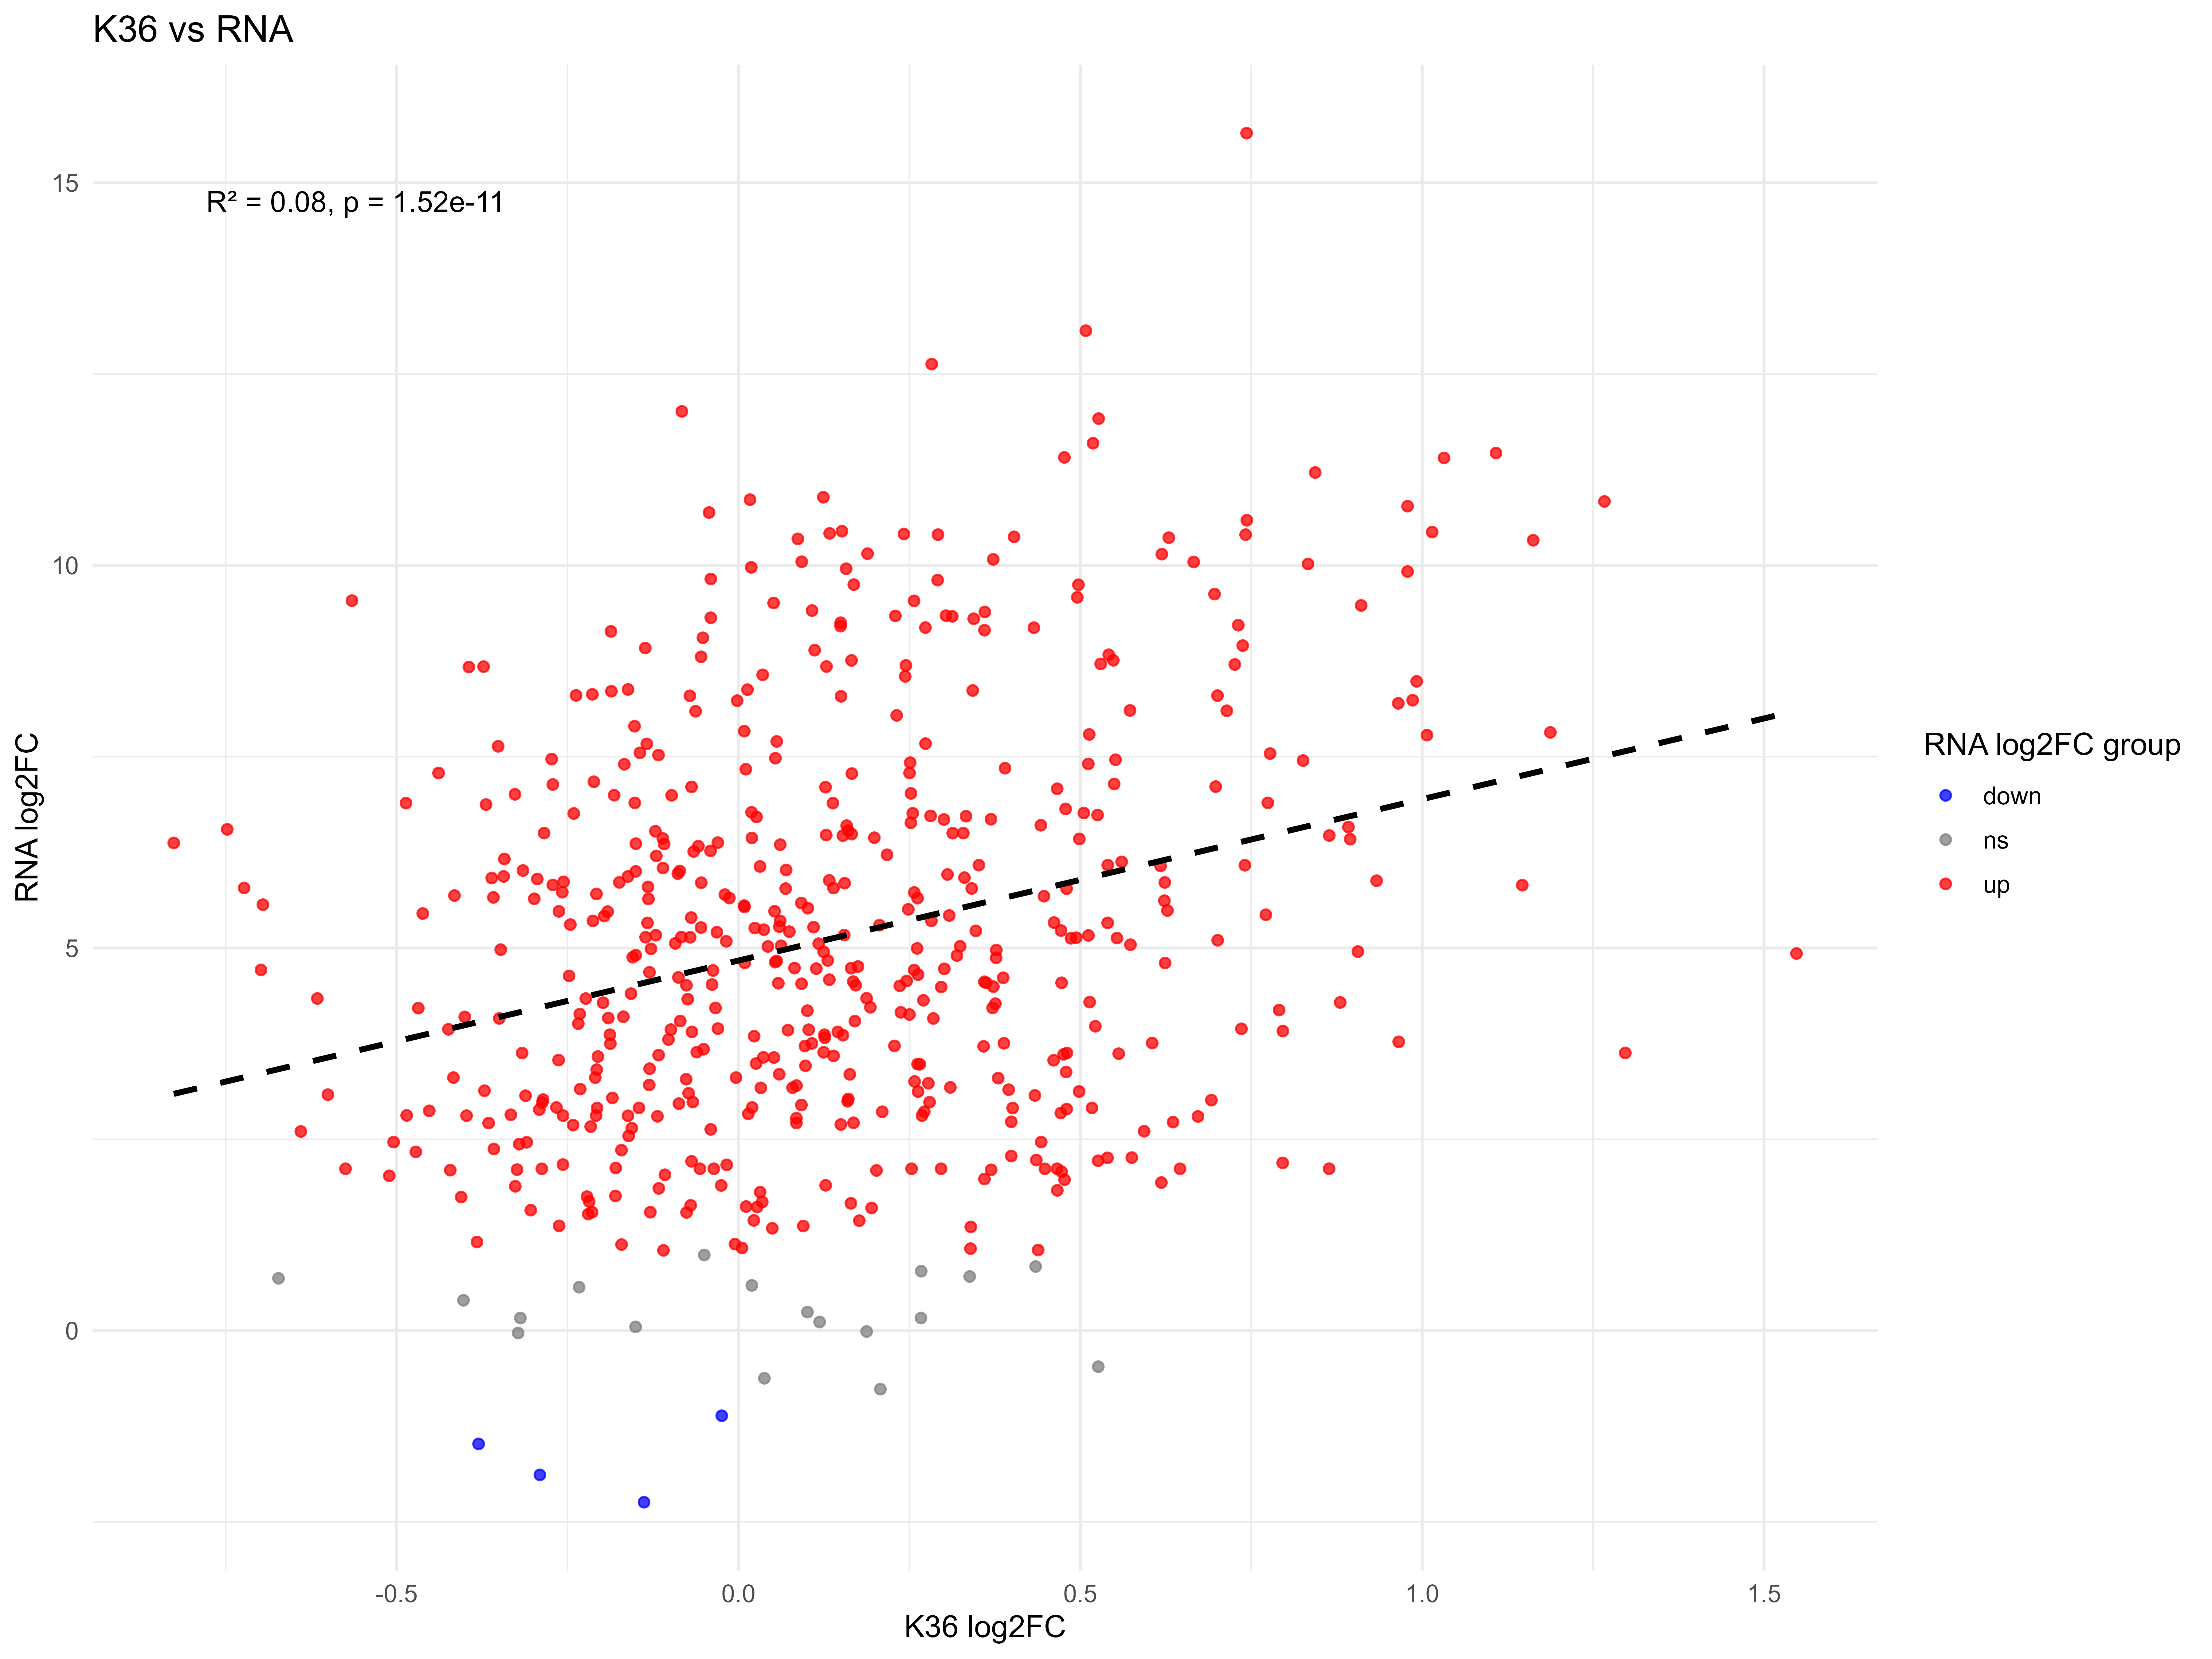 K36 vs RNA
R² = 0.08, p = 1.52e-11
15
10
5
0
RNA log2FC
-0.5 0.0 0.5 1.0 1.5
K36 log2FC
RNA log2FC group
down
ns
up